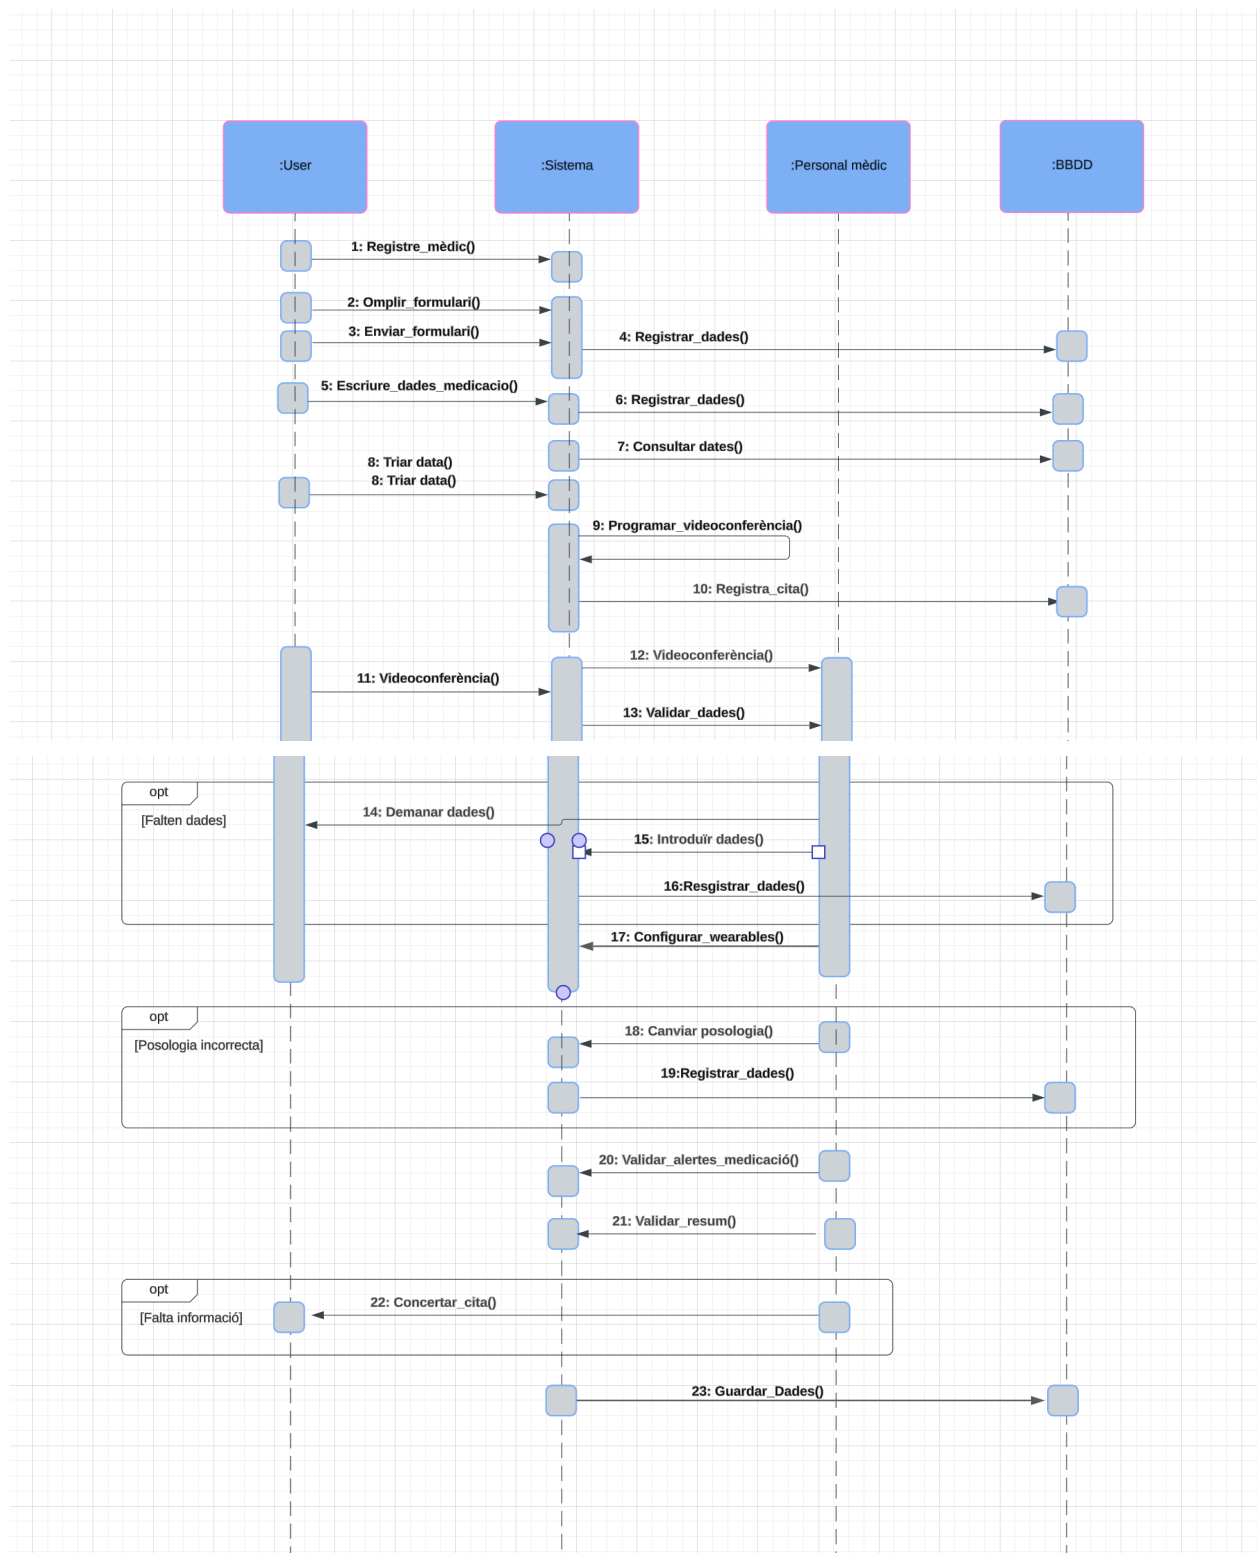 :User
:Sistema
:Personal mèdic
:BBDD
1: Registre_mèdic()
2: Omplir_formulari()
3: Enviar_formulari()
4: Registrar_dades()
5: Escriure_dades_medicacio()
6: Registrar_dades()
7: Consultar dates()
8: Triar data()
8: Triar data()
9: Programar_videoconferència()
10: Registra_cita()
12: Videoconferència()
11: Videoconferència()
13: Validar_dades()
opt
[Falten dades]
14: Demanar dades()
15: Introduïr dades()
16:Resgistrar_dades()
17: Configurar_wearables()
opt
[Posologia incorrecta]
18: Canviar posologia()
19:Registrar_dades()
20: Validar_alertes_medicació()
21: Validar_resum()
opt
[Falta informació]
22: Concertar_cita()
23: Guardar_Dades()